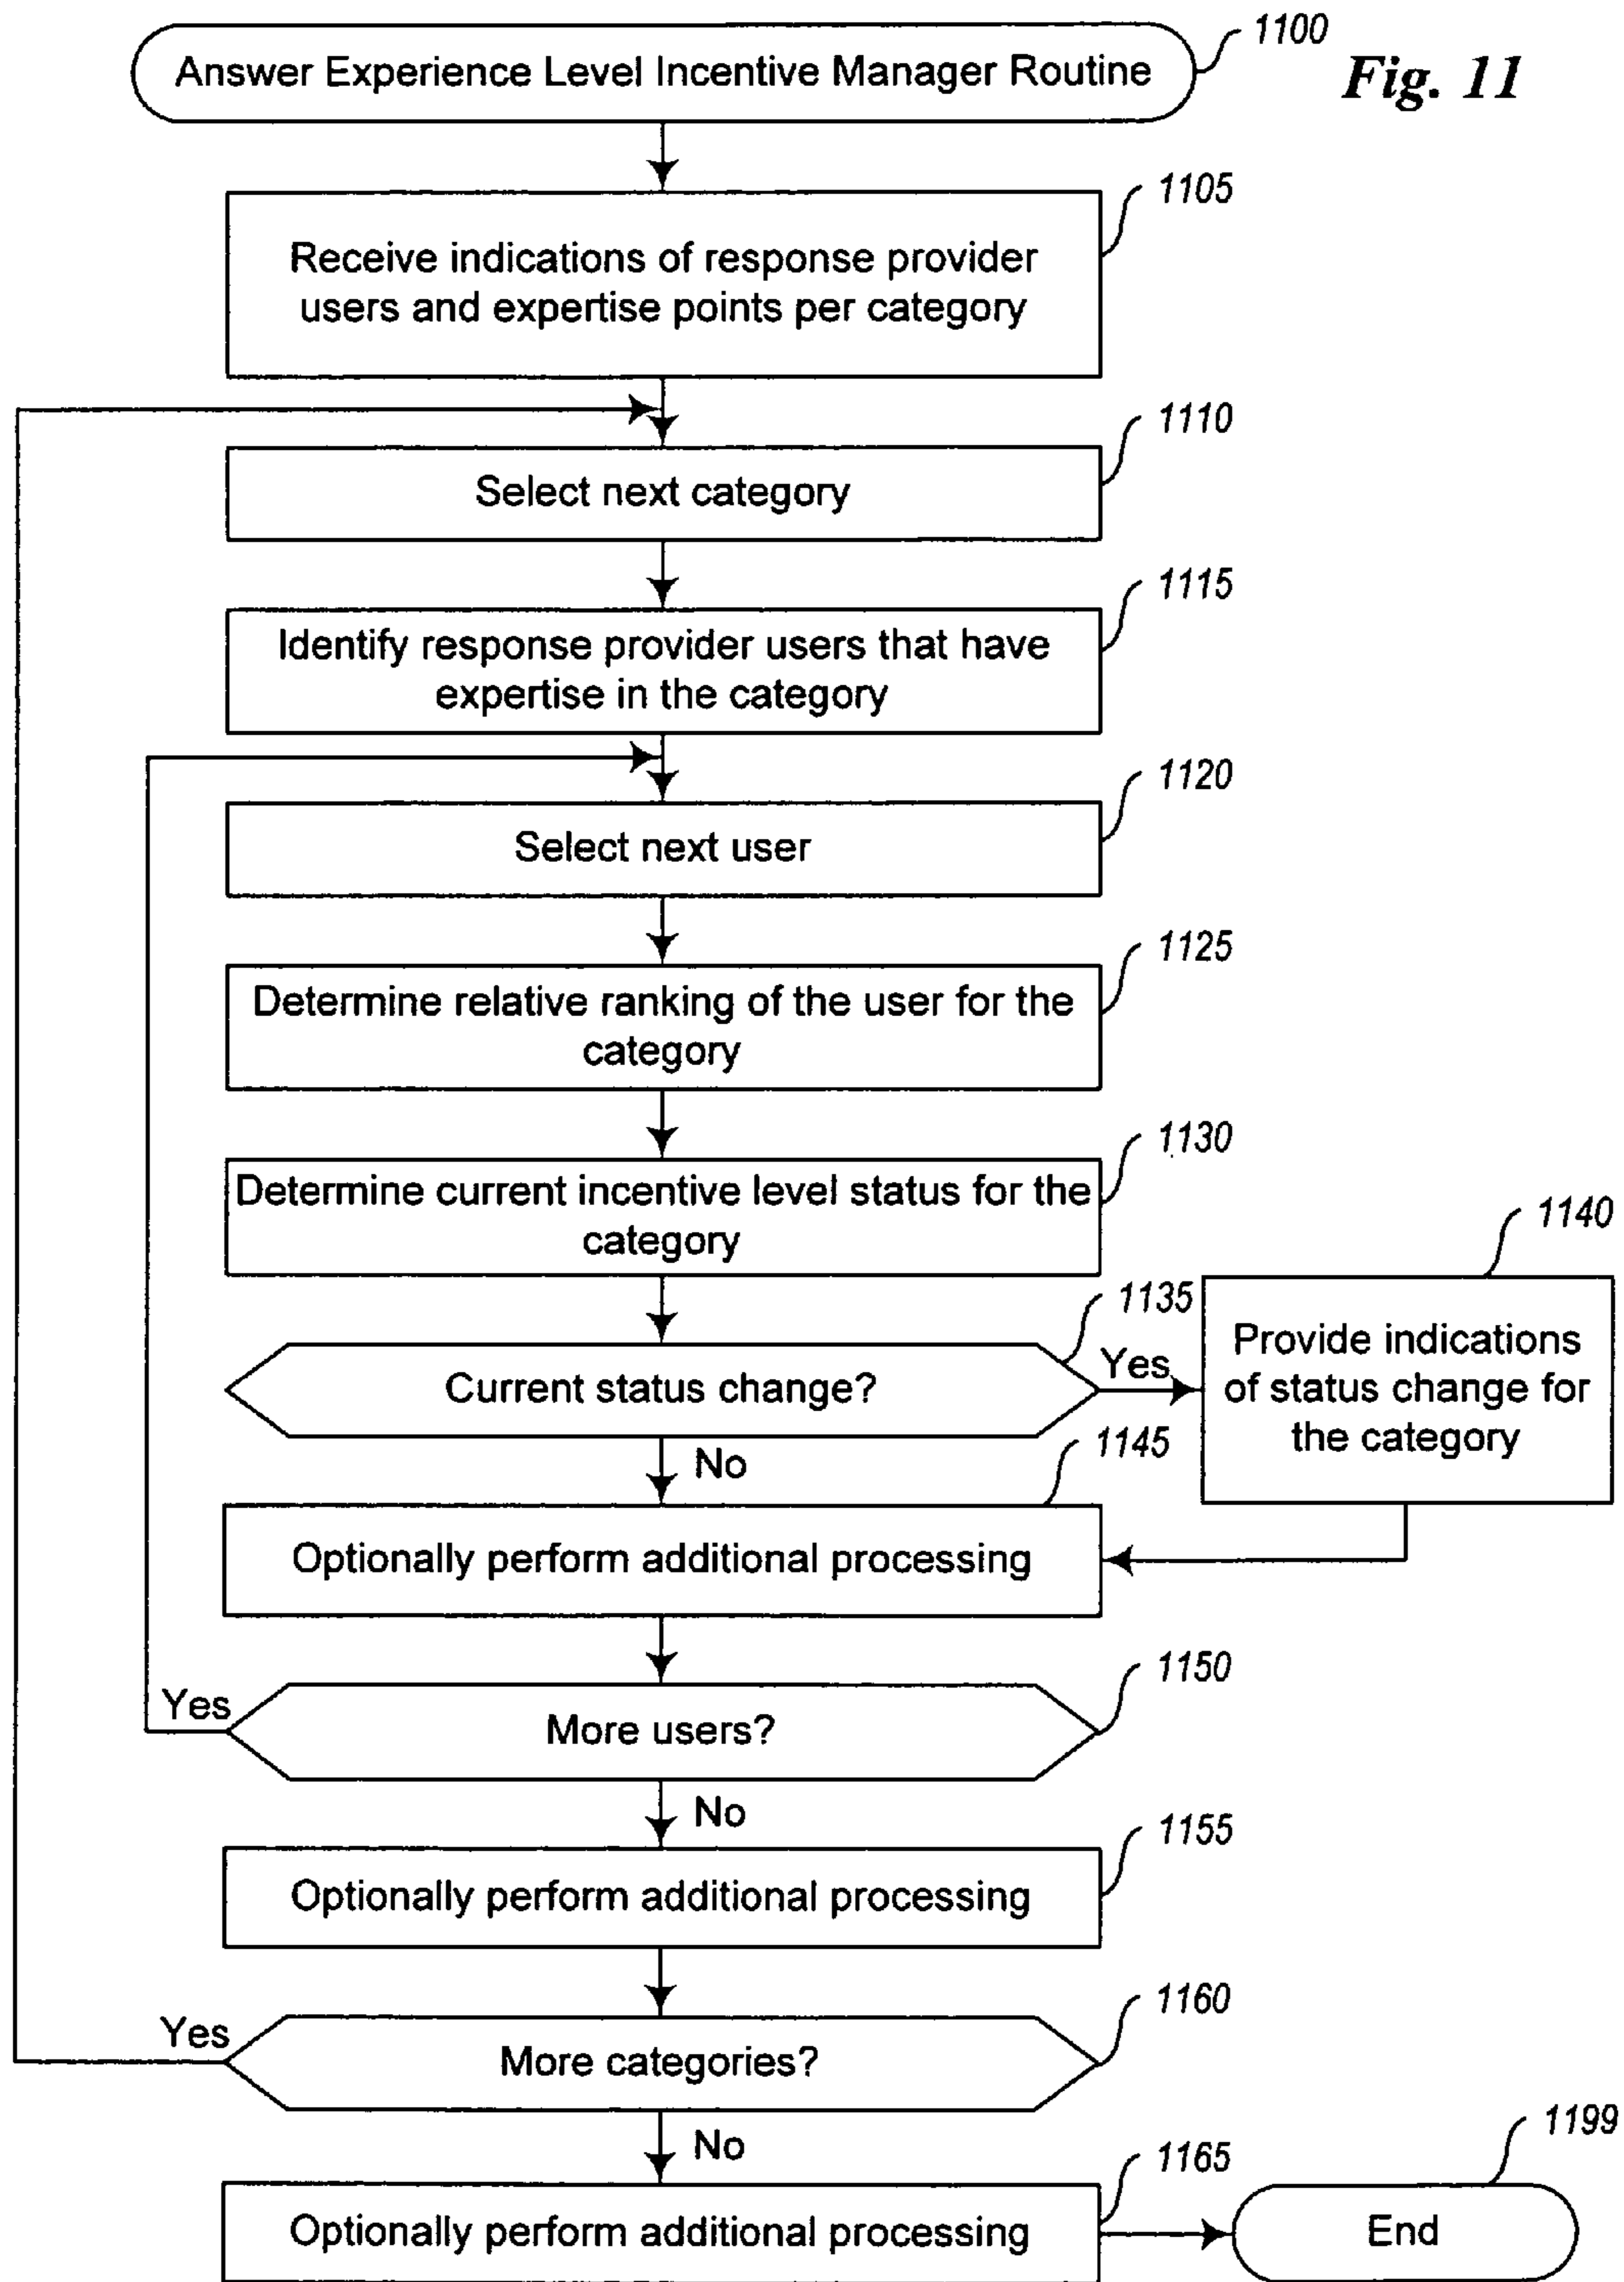 1100
Fig. 11
Answer Experience Level Incentive Manager Routine
1105
Receive indications of response provider
users and expertise points per category
1110
Select next category
1115
Identify response provider users that have
expertise in the category
1120
Select next user
1125
Determine relative ranking of the user for the
category
1130
Determine current incentive level status for the
category
1135
Current status change?
Yes
1140
Provide indications
of status change for
the category
No
1145
Optionally perform additional processing
1150
Yes
More users?
No
1155
Optionally perform additional processing
1160
Yes
More categories?
No
1165
Optionally perform additional processing
1199
End